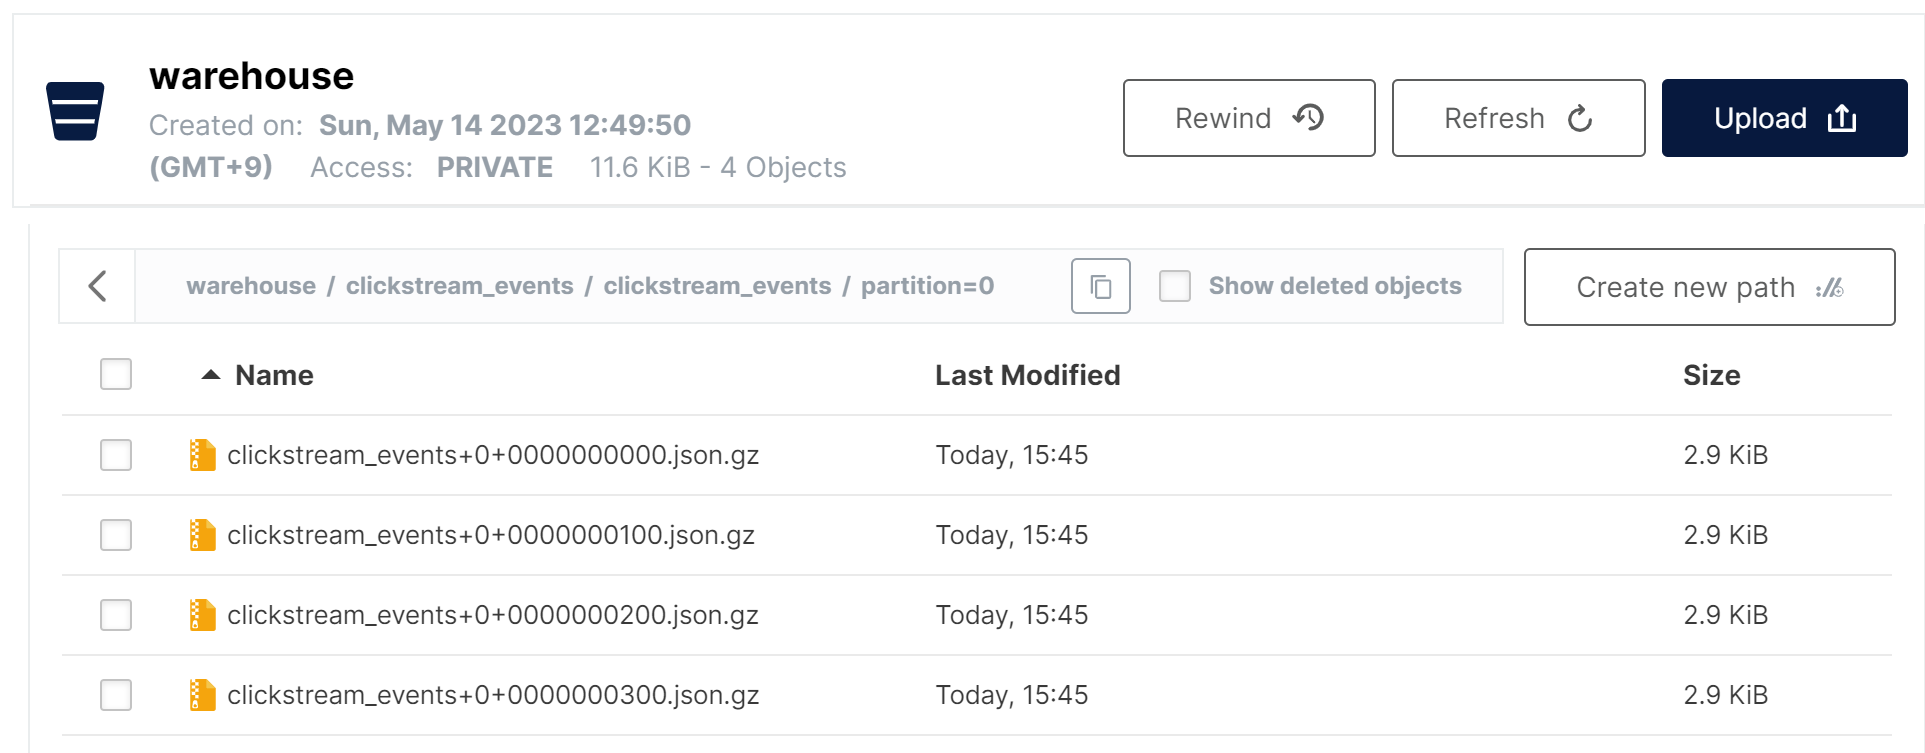 warehouse
Created on: Sun, May 14 2023 12:49:50
(GMT+9) Access: PRIVATE 11.6 KiB - 4 Objects
Rewind Refresh Upload
warehouse / clickstream_events / clickstream_events / partition=0 Show deleted objects Create new path
Name Last Modified Size
clickstream_events+0+0000000000.json.gz Today, 15:45 2.9 KiB
clickstream_events+0+0000000100.json.gz Today, 15:45 2.9 KiB
clickstream_events+0+0000000200.json.gz Today, 15:45 2.9 KiB
clickstream_events+0+0000000300.json.gz Today, 15:45 2.9 KiB